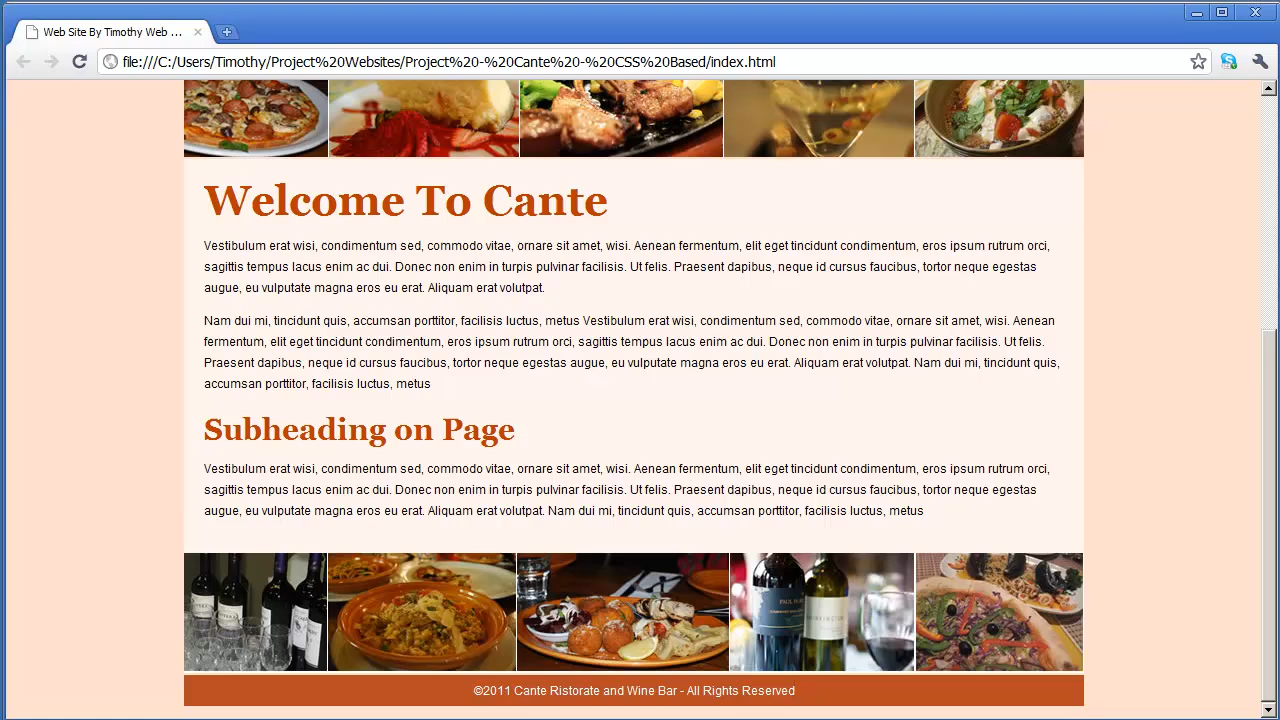 Web Site By Timothy Web ...
file:///C:/Users/Timothy/Project%20Websites/Project%20-%20Cante%20-%20CSS%20Based/index.html
Welcome To Cante
Vestibulum erat wisi, condimentum sed, commodo vitae, ornare sit amet, wisi. Aenean fermentum, elit eget tincidunt condimentum, eros ipsum rutrum orci,
sagittis tempus lacus enim ac dui. Donec non enim in turpis pulvinar facilisis. Ut felis. Praesent dapibus, neque id cursus faucibus, tortor neque egestas
augue, eu vulputate magna eros eu erat. Aliquam erat volutpat.
Nam dui mi, tincidunt quis, accumsan porttitor, facilisis luctus, metus Vestibulum erat wisi, condimentum sed, commodo vitae, ornare sit amet, wisi. Aenean
fermentum, elit eget tincidunt condimentum, eros ipsum rutrum orci, sagittis tempus lacus enim ac dui. Donec non enim in turpis pulvinar facilisis. Ut felis.
Praesent dapibus, neque id cursus faucibus, tortor neque egestas augue, eu vulputate magna eros eu erat. Aliquam erat volutpat. Nam dui mi, tincidunt quis,
accumsan porttitor, facilisis luctus, metus
Subheading on Page
Vestibulum erat wisi, condimentum sed, commodo vitae, ornare sit amet, wisi. Aenean fermentum, elit eget tincidunt condimentum, eros ipsum rutrum orci,
sagittis tempus lacus enim ac dui. Donec non enim in turpis pulvinar facilisis. Ut felis. Praesent dapibus, neque id cursus faucibus, tortor neque egestas
augue, eu vulputate magna eros eu erat. Aliquam erat volutpat. Nam dui mi, tincidunt quis, accumsan porttitor, facilisis luctus, metus
©2011 Cante Ristorate and Wine Bar - All Rights Reserved